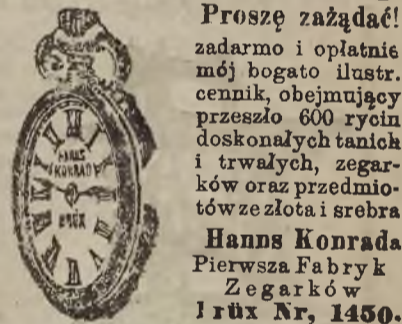 Proszę zażądać!
zadarmo i opłatnie
mój bogato ilustr.
cennik, obejmujący
przeszło 600 rycin
doskonałych tanich
i trwałych, zegar-
ków oraz przedmio-
tów ze złota i srebra
Hanns Konrada
Pierwsza Fabryk
Zegarków
Brüx Nr, 1450.
HANNS
KONRAD
BRÜX